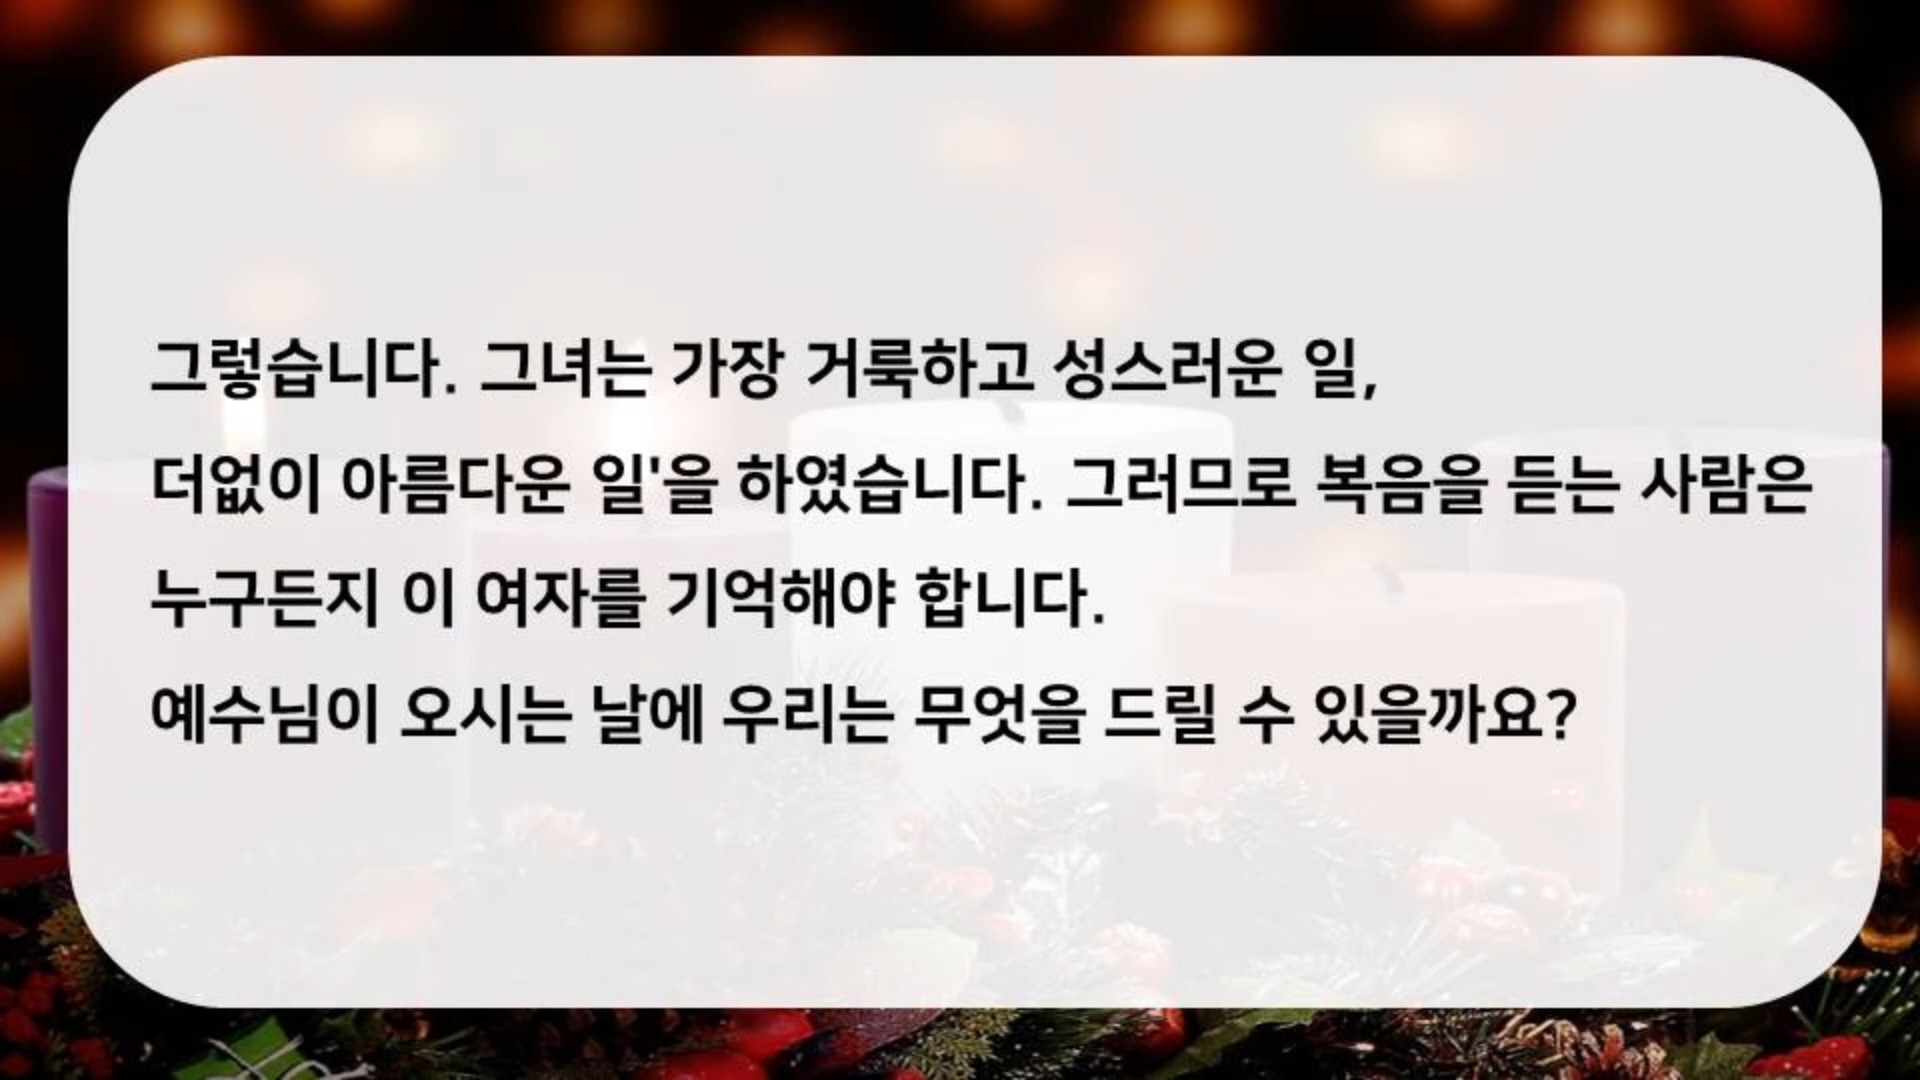 그렇습니다. 그녀는 가장 거룩하고 성스러운 일,
더없이 아름다운 일'을 하였습니다. 그러므로 복음을 듣는 사람은
누구든지 이 여자를 기억해야 합니다.
예수님이 오시는 날에 우리는 무엇을 드릴 수 있을까요?